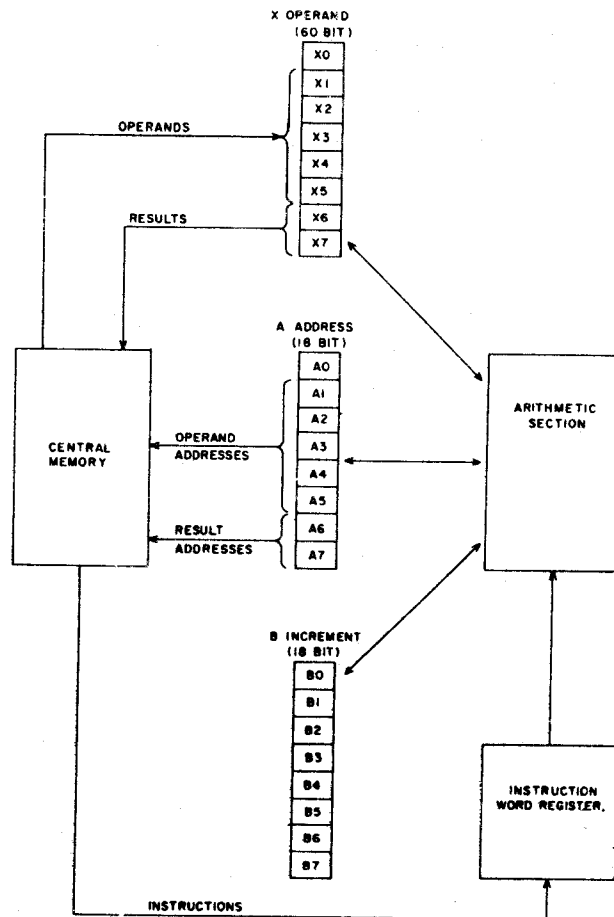 X OPERAND
(60 BIT)
X0
X1
X2
X3
X4
X5
X6
X7
OPERANDS
RESULTS
A ADDRESS
(18 BIT)
A0
A1
A2
A3
A4
A5
A6
A7
OPERAND
ADDRESSES
RESULT
ADDRESSES
CENTRAL
MEMORY
ARITHMETIC
SECTION
B INCREMENT
(18 BIT)
B0
B1
B2
B3
B4
B5
B6
B7
INSTRUCTION
WORD REGISTER.
INSTRUCTIONS